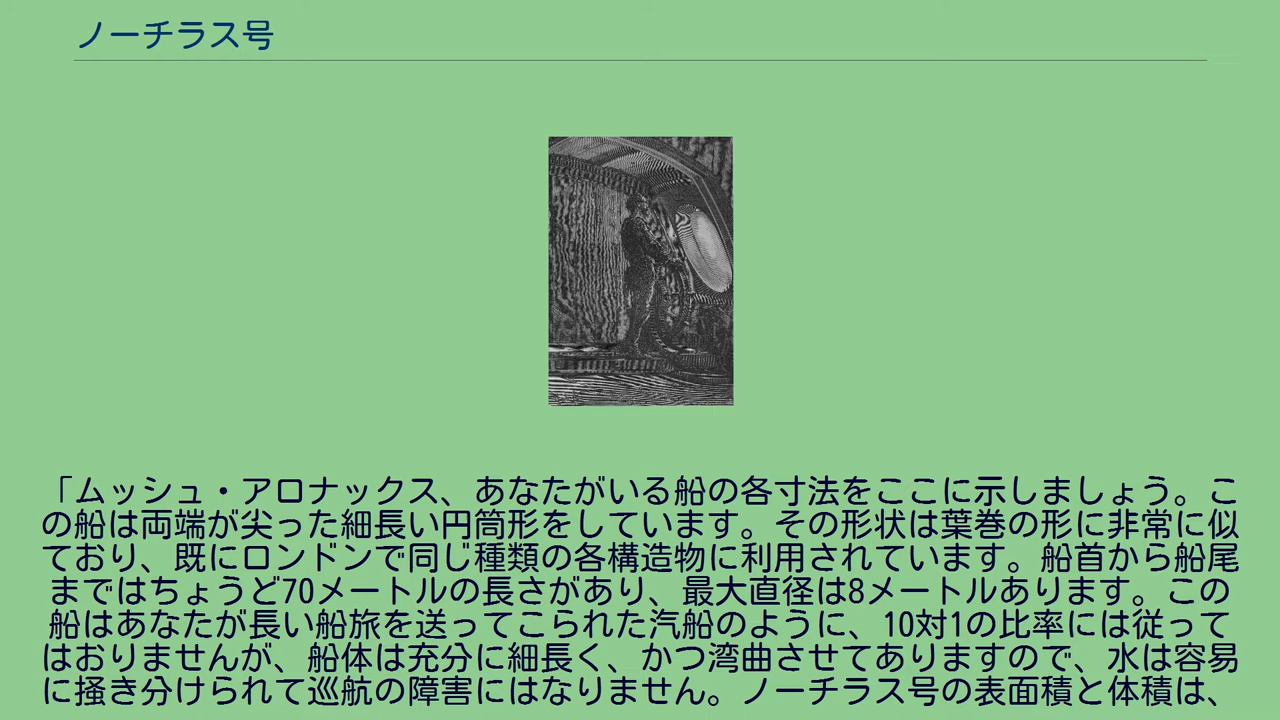 ノーチラス号
「ムッシュ・アロナックス、あなたがいる船の各寸法をここに示しましょう。こ
の船は両端が尖った細長い円筒形をしています。その形状は葉巻の形に非常に似
ており、既にロンドンで同じ種類の各構造物に利用されています。船首から船尾
まではちょうど70メートルの長さがあり、最大直径は8メートルあります。この
船はあなたが長い船旅を送ってこられた汽船のように、10対1の比率には従って
はおりませんが、船体は充分に細長く、かつ湾曲させてありますので、水は容易
に掻き分けられて巡航の障害にはなりません。ノーチラス号の表面積と体積は、